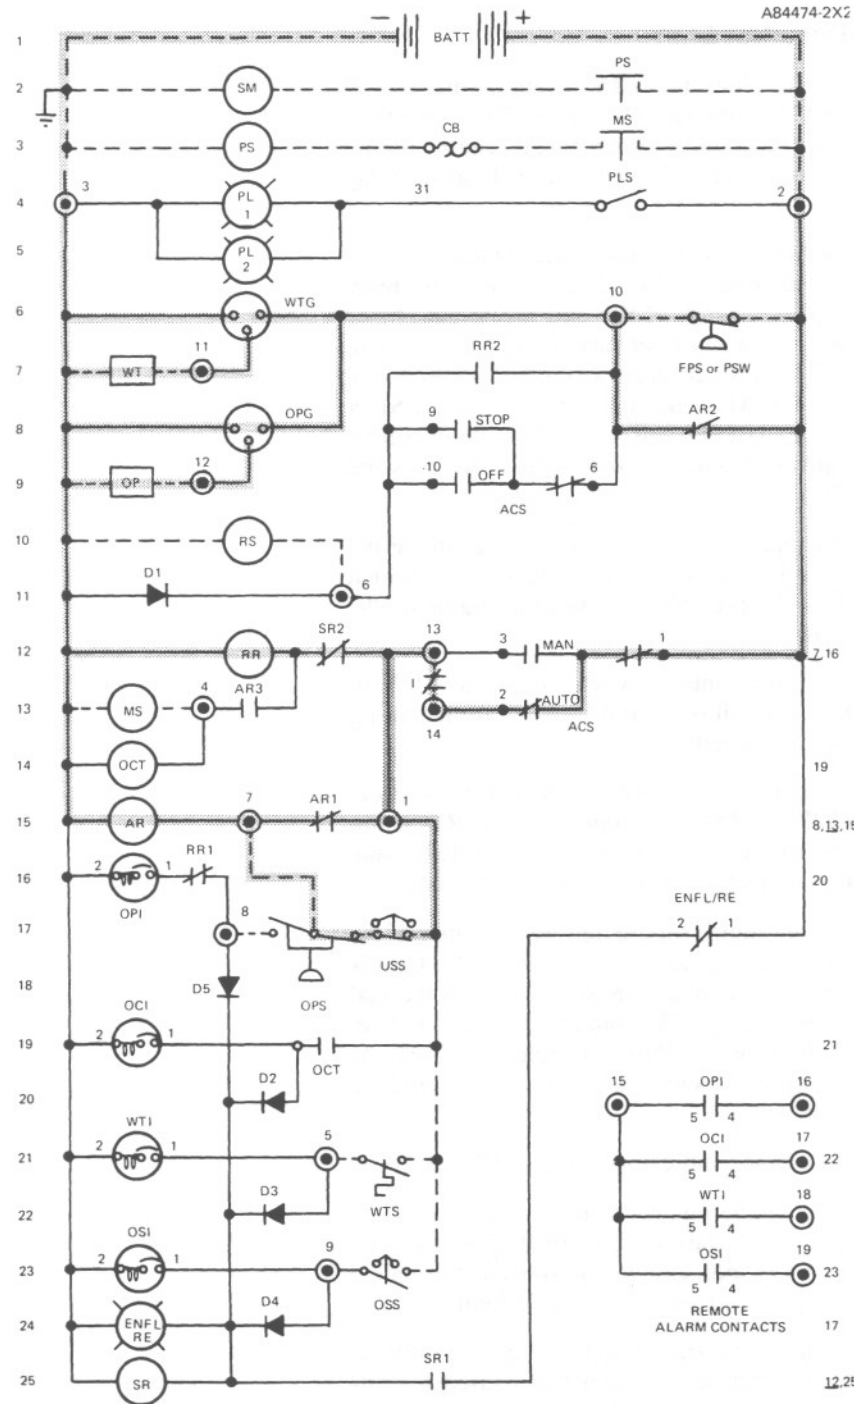 A84474-2X2
1 − BATT +
2 SM PS
3 PS CB MS
4 3 PL 1 31 PLS 2
5 PL 2
6 WTG 10
FPS or PSW
7 WT 11 RR2
8 OPG 9 STOP AR2
9 OP 12 10 OFF 6
ACS
10 RS
11 D1 6
12 RR SR2 13 3 MAN 1 7,16
13 MS 4 AR3 I 14 2 AUTO
ACS
14 OCT 19
15 AR 7 AR1 1 8,13,15
16 2 1 RR1 20
OPI
ENFL/RE
2 1
17 8
USS
18 D5 OPS
OCI
19 2 1 OCT 21
20 D2
15 OPI 16
5 4
WTI
21 2 1 5
OCI 17
5 4 22
22 D3 WTS
WTI 18
5 4
OSI
23 2 1 9 OSS
OSI 19
5 4 23
24 ENFL RE D4
REMOTE
ALARM CONTACTS 17
25 SR SR1 12,25